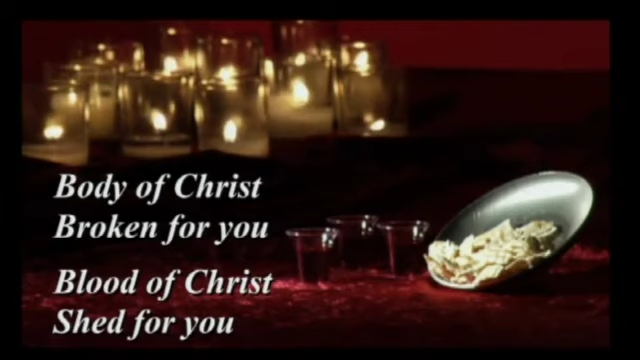 Body of Christ
Broken for you
Blood of Christ
Shed for you